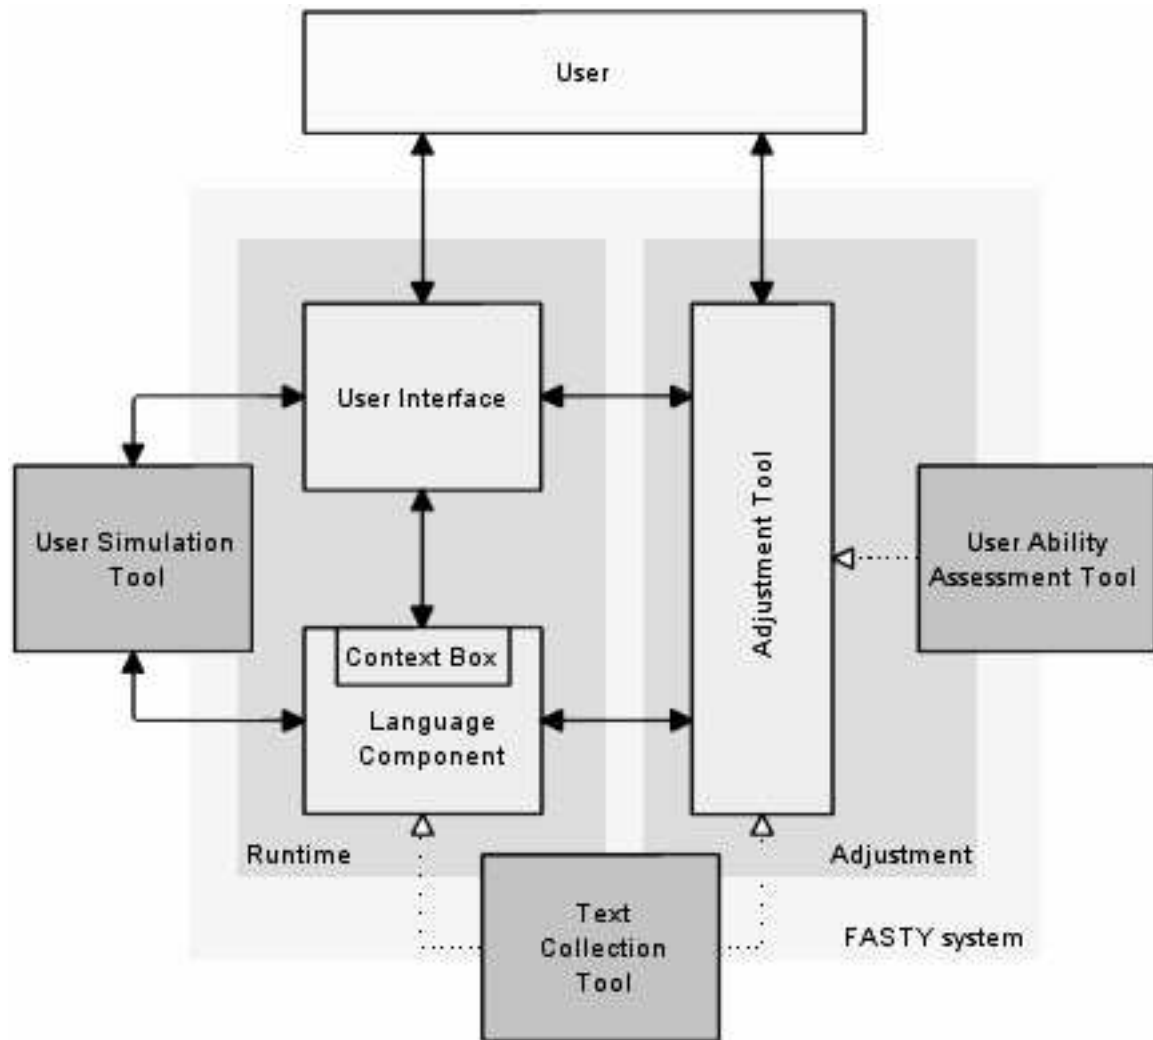 User
User Interface
User Simulation
Tool
Adjustment Tool
User Ability
Assessment Tool
Context Box
Language
Component
Runtime
Adjustment
Text
Collection
Tool
FASTY system